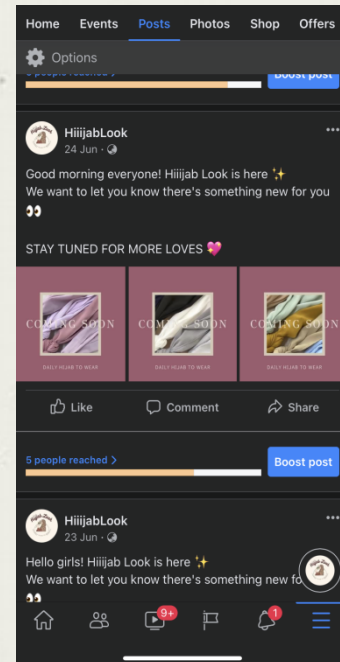 Home Events Posts Photos Shop Offers
Options
5 people reached >
Boost post
HiiijabLook
24 Jun ·
Good morning everyone! Hiiijab Look is here ✨
We want to let you know there's something new for you
👀
STAY TUNED FOR MORE LOVES 💖
COMING SOON
DAILY HIJAB TO WEAR
COMING SOON
DAILY HIJAB TO WEAR
COMING SOON
DAILY HIJAB TO WEAR
Like Comment Share
5 people reached >
Boost post
HiiijabLook
23 Jun ·
Hello girls! Hiiijab Look is here ✨
We want to let you know there's something new fo
👀
9+ 1